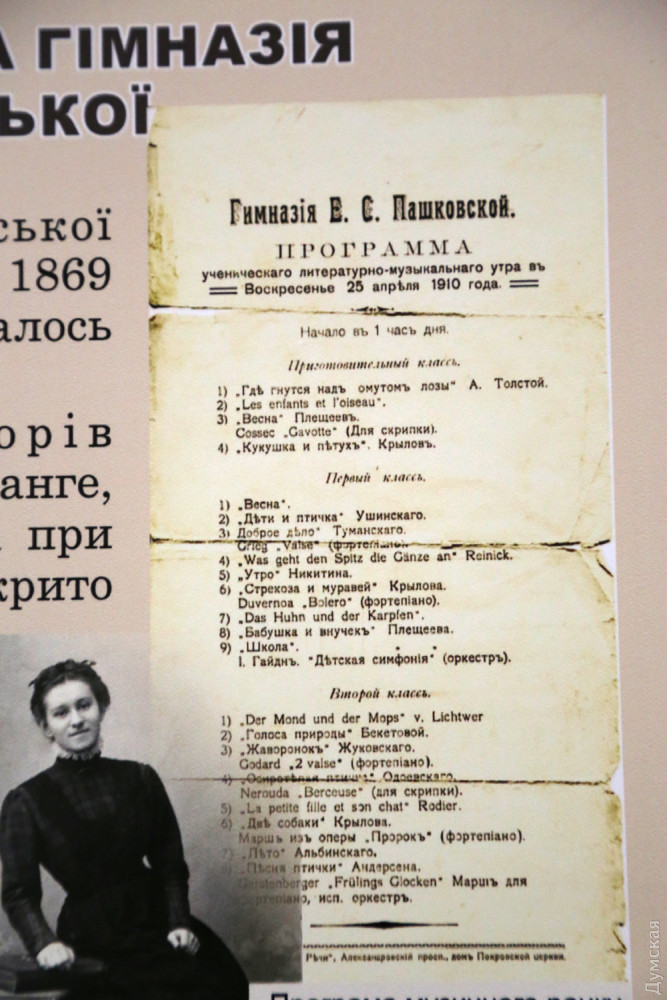 А ГІМНАЗІЯ
ЬКОЇ
ської
1869
алось
орів
анге,
при
крито
Гимназія Е. С. Пашковской.
ПРОГРАММА
ученическаго литературно-музыкальнаго утра въ
Воскресенье 25 апрѣля 1910 года.
Начало въ 1 часъ дня.
Приготовительный классъ.
1) „Гдѣ гнутся надъ омутомъ лозы“ А. Толстой.
2) „Les enfants et l'oiseau“.
3) „Весна“ Плещеевъ.
Cossec „Gavotte“ (Для скрипки).
4) „Кукушка и пѣтухъ“. Крыловъ.
Первый классъ.
1) „Весна“.
2) „Дѣти и птичка“ Ушинскаго.
3) „Доброе дѣло“ Туманскаго.
Grieg „Valse“ (фортепіано).
4) „Was geht den Spitz die Gänze an“ Reinick.
5) „Утро“ Никитина.
6) „Стрекоза и муравей“ Крылова.
Duvernoa „Bolero“ (фортепіано).
7) „Das Huhn und der Karpfen“.
8) „Бабушка и внучекъ“ Плещеева.
9) „Школа“.
І. Гайднъ. "Дѣтская симфонія" (оркестръ).
Второй классъ.
1) „Der Mond und der Mops“ v. Lichtwer
2) „Голоса природы“ Бекетовой.
3) „Жаворонокъ“ Жуковскаго.
Godard „2 valse“ (фортепіано).
4) „Осиротѣлая птичка“ Одоевскаго.
Nerouda „Berceuse“ (для скрипки).
5) „La petite fille et son chat“ Rodier.
6) „Двѣ собаки“ Крылова.
Маршъ изъ оперы „Пророкъ“ (фортепіано).
7) „Лѣто“ Альбинскаго.
8) „Пѣсня птички“ Андерсена.
„Frülings Glocken“ Маршъ для
фортепіано, исп. оркестръ.
Рѣчи“, Александровскій просп., домъ Покровской церкви.
Програма музичного ранку
Думская